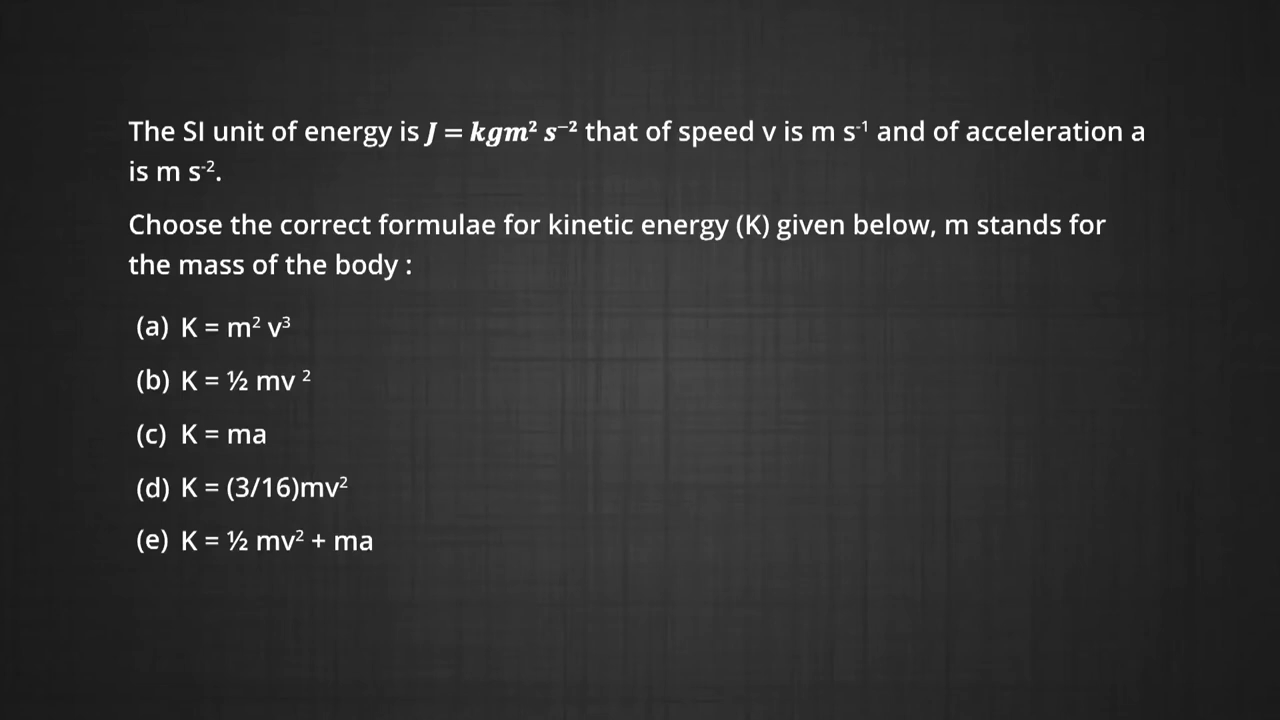 The SI unit of energy is J = kgm² s⁻² that of speed v is m s⁻¹ and of acceleration a
is m s⁻².
Choose the correct formulae for kinetic energy (K) given below, m stands for
the mass of the body :
(a) K = m² v³
(b) K = ½ mv ²
(c) K = ma
(d) K = (3/16)mv²
(e) K = ½ mv² + ma